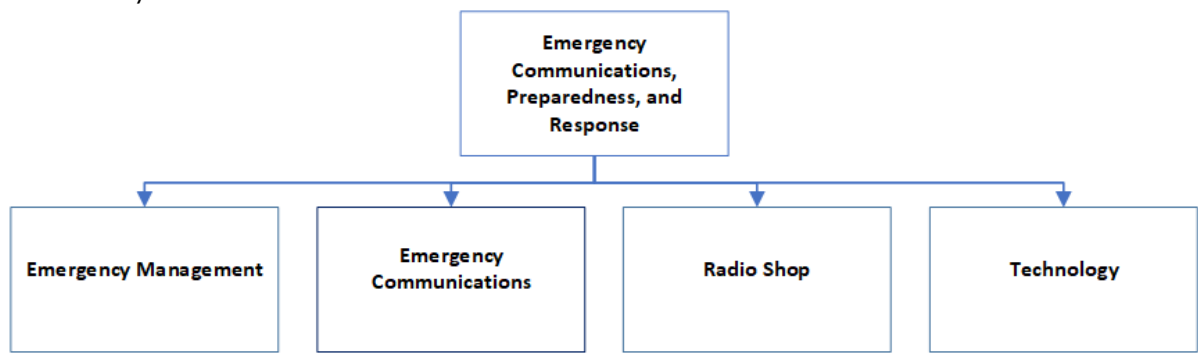 Emergency
Communications,
Preparedness, and
Response
Emergency Management
Emergency
Communications
Radio Shop
Technology